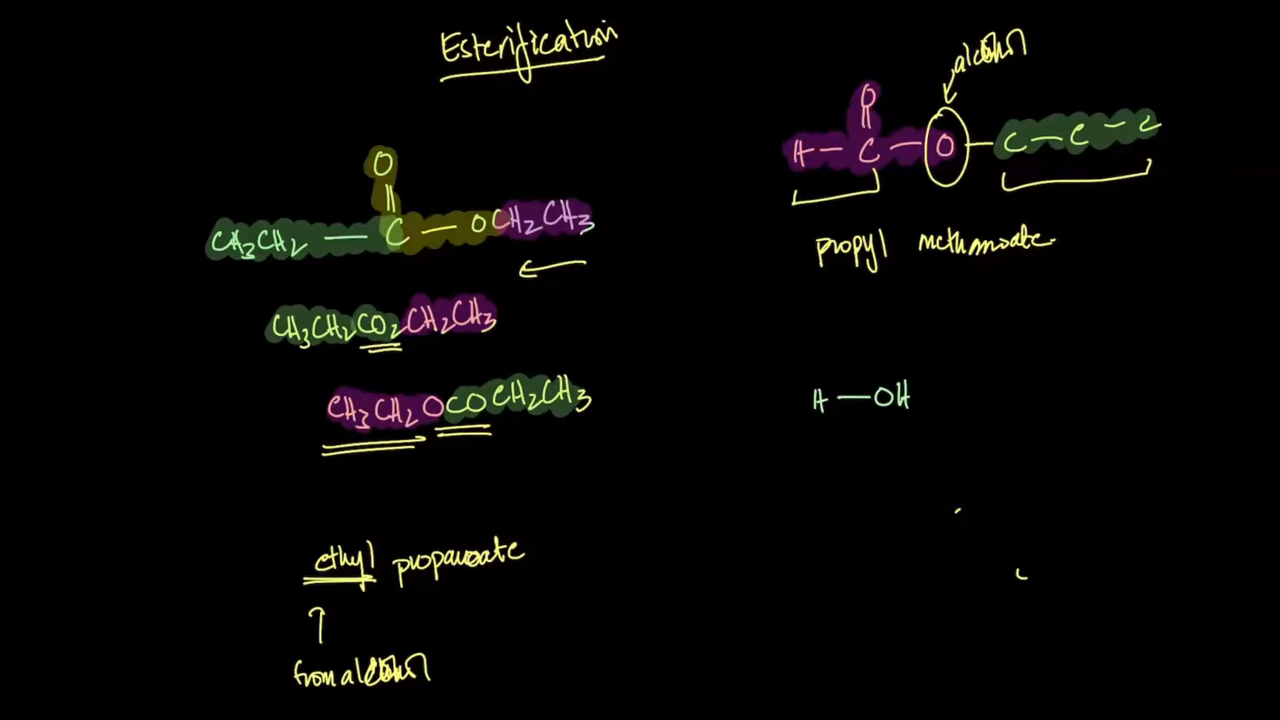 Esterification
O
||
CH₃CH₂ — C — OCH₂CH₃
CH₃CH₂CO₂CH₂CH₃
CH₃CH₂OCOCH₂CH₃
ethyl propanoate
↑
from alcohol
alcohol
O
||
H — C — O — C — C — C
propyl methanoate
H — OH